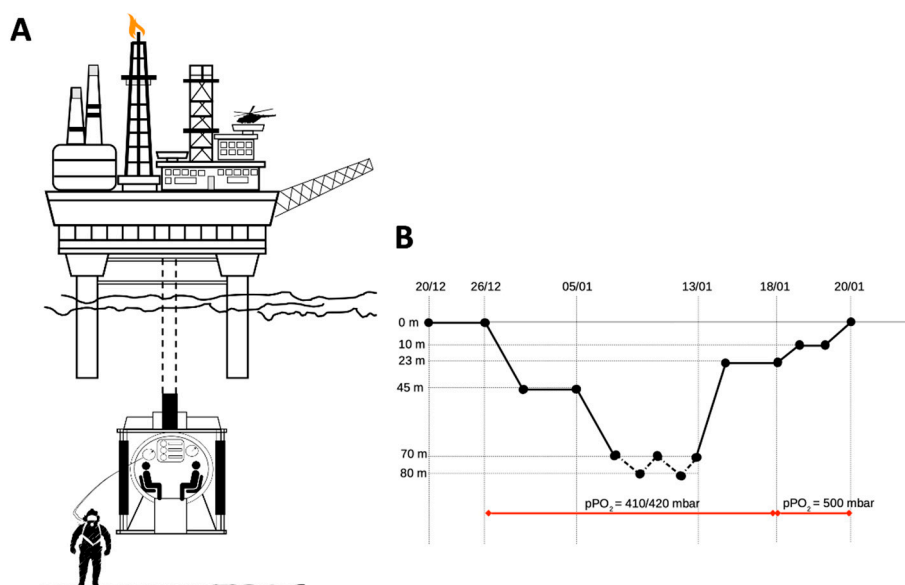 A
B
20/12 26/12 05/01 13/01 18/01 20/01
0 m
10 m
23 m
45 m
70 m
80 m
pPO₂ = 410/420 mbar pPO₂ = 500 mbar